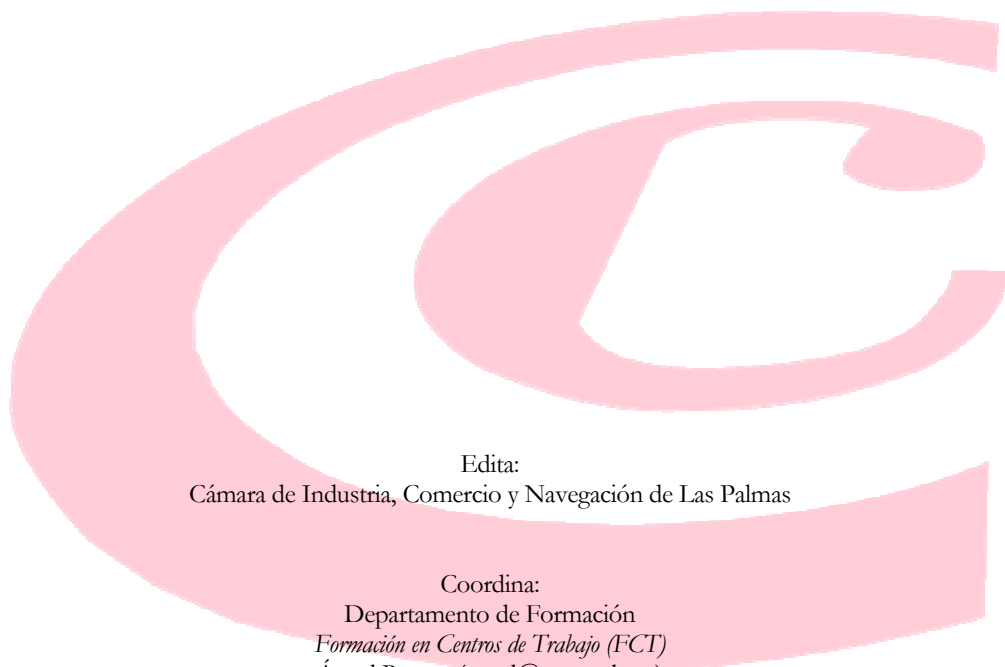 Edita:
Cámara de Industria, Comercio y Navegación de Las Palmas
Coordina:
Departamento de Formación
Formación en Centros de Trabajo (FCT)